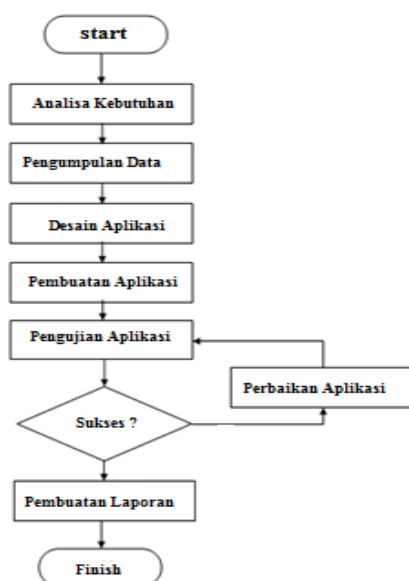 start
Analisa Kebutuhan
Pengumpulan Data
Desain Aplikasi
Pembuatan Aplikasi
Pengujian Aplikasi
Perbaikan Aplikasi
Sukses ?
Pembuatan Laporan
Finish